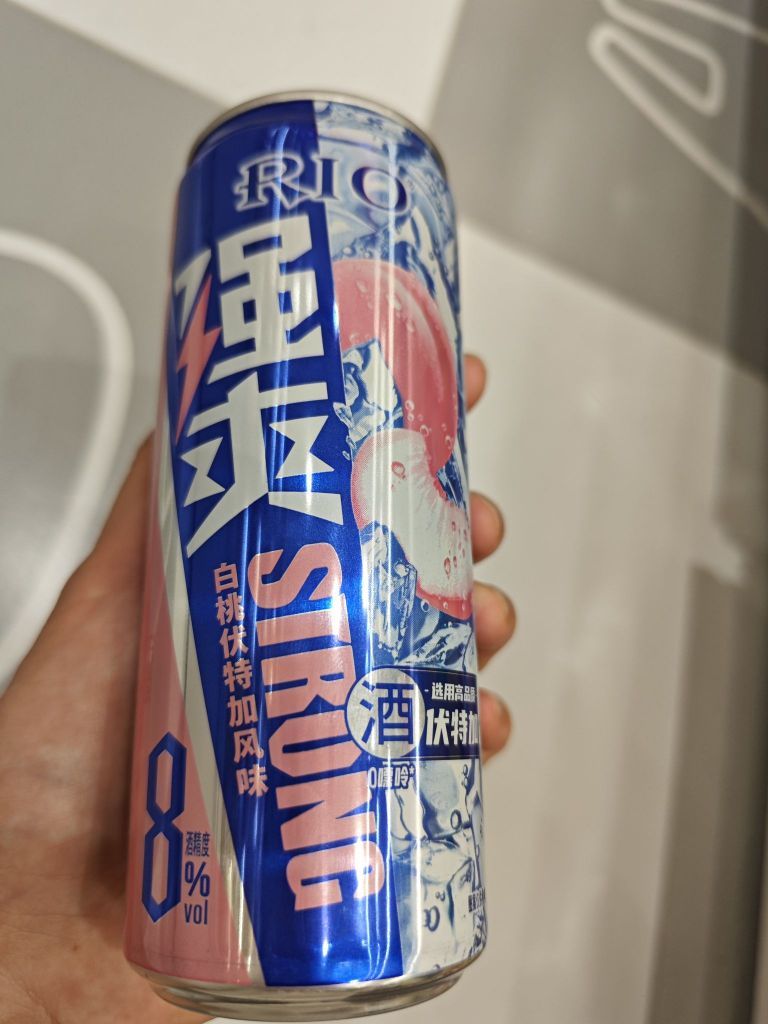 RIO
强
爽
STRONG
白桃伏特加风味
8
酒精度
%
vol
酒
-选用高品质
伏特加
0嘌呤*